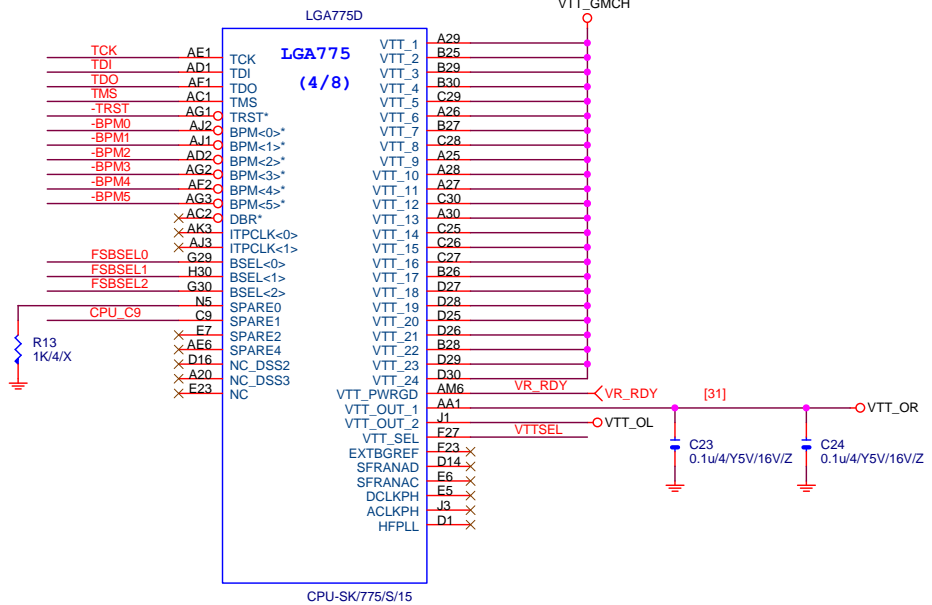 VTT_GMCH
LGA775D
LGA775
(4/8)
TCK AE1 TCK
TDI AD1 TDI
TDO AF1 TDO
TMS AC1 TMS
-TRST AG1 TRST*
-BPM0 AJ2 BPM<0>*
-BPM1 AJ1 BPM<1>*
-BPM2 AD2 BPM<2>*
-BPM3 AG2 BPM<3>*
-BPM4 AF2 BPM<4>*
-BPM5 AG3 BPM<5>*
AC2 DBR*
AK3 ITPCLK<0>
AJ3 ITPCLK<1>
FSBSEL0 G29 BSEL<0>
FSBSEL1 H30 BSEL<1>
FSBSEL2 G30 BSEL<2>
N5 SPARE0
CPU_C9 C9 SPARE1
E7 SPARE2
AE6 SPARE4
D16 NC_DSS2
A20 NC_DSS3
E23 NC
R13
1K/4/X
VTT_1 A29
VTT_2 B25
VTT_3 B29
VTT_4 B30
VTT_5 C29
VTT_6 A26
VTT_7 B27
VTT_8 C28
VTT_9 A25
VTT_10 A28
VTT_11 A27
VTT_12 C30
VTT_13 A30
VTT_14 C25
VTT_15 C26
VTT_16 C27
VTT_17 B26
VTT_18 D27
VTT_19 D28
VTT_20 D25
VTT_21 D26
VTT_22 B28
VTT_23 D29
VTT_24 D30
VTT_PWRGD AM6 VR_RDY VR_RDY [31]
VTT_OUT_1 AA1 VTT_OR
VTT_OUT_2 J1 VTT_OL
VTT_SEL F27 VTTSEL
EXTBGREF F23
SFRANAD D14
SFRANAC E6
DCLKPH E5
ACLKPH J3
HFPLL D1
C23
0.1u/4/Y5V/16V/Z
C24
0.1u/4/Y5V/16V/Z
CPU-SK/775/S/15